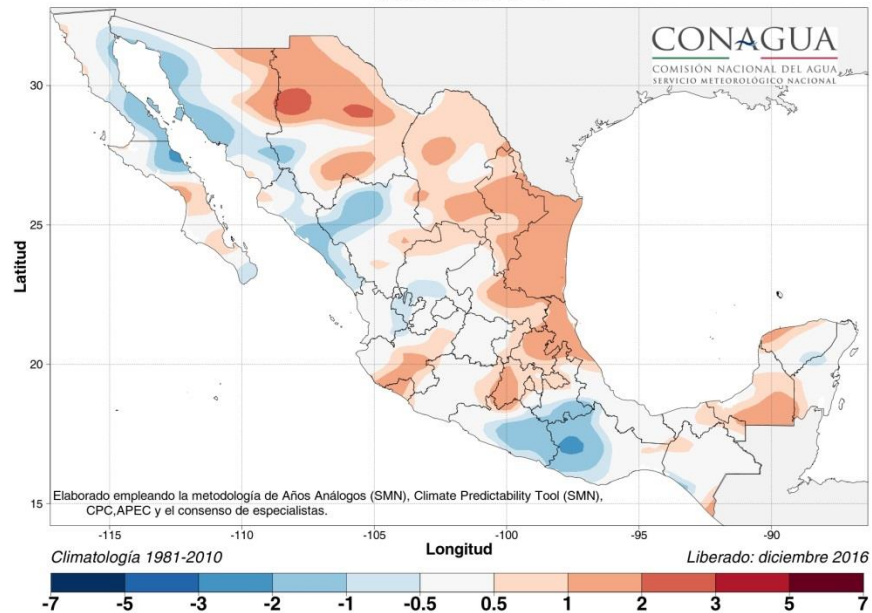 CONAGUA
COMISIÓN NACIONAL DEL AGUA
SERVICIO METEOROLÓGICO NACIONAL
30
25
20
15
Latitud
Elaborado empleando la metodología de Años Análogos (SMN), Climate Predictability Tool (SMN),
CPC,APEC y el consenso de especialistas.
-115 -110 -105 -100 -95 -90
Longitud
Climatología 1981-2010 Liberado: diciembre 2016
-7 -5 -3 -2 -1 -0.5 0.5 1 2 3 5 7